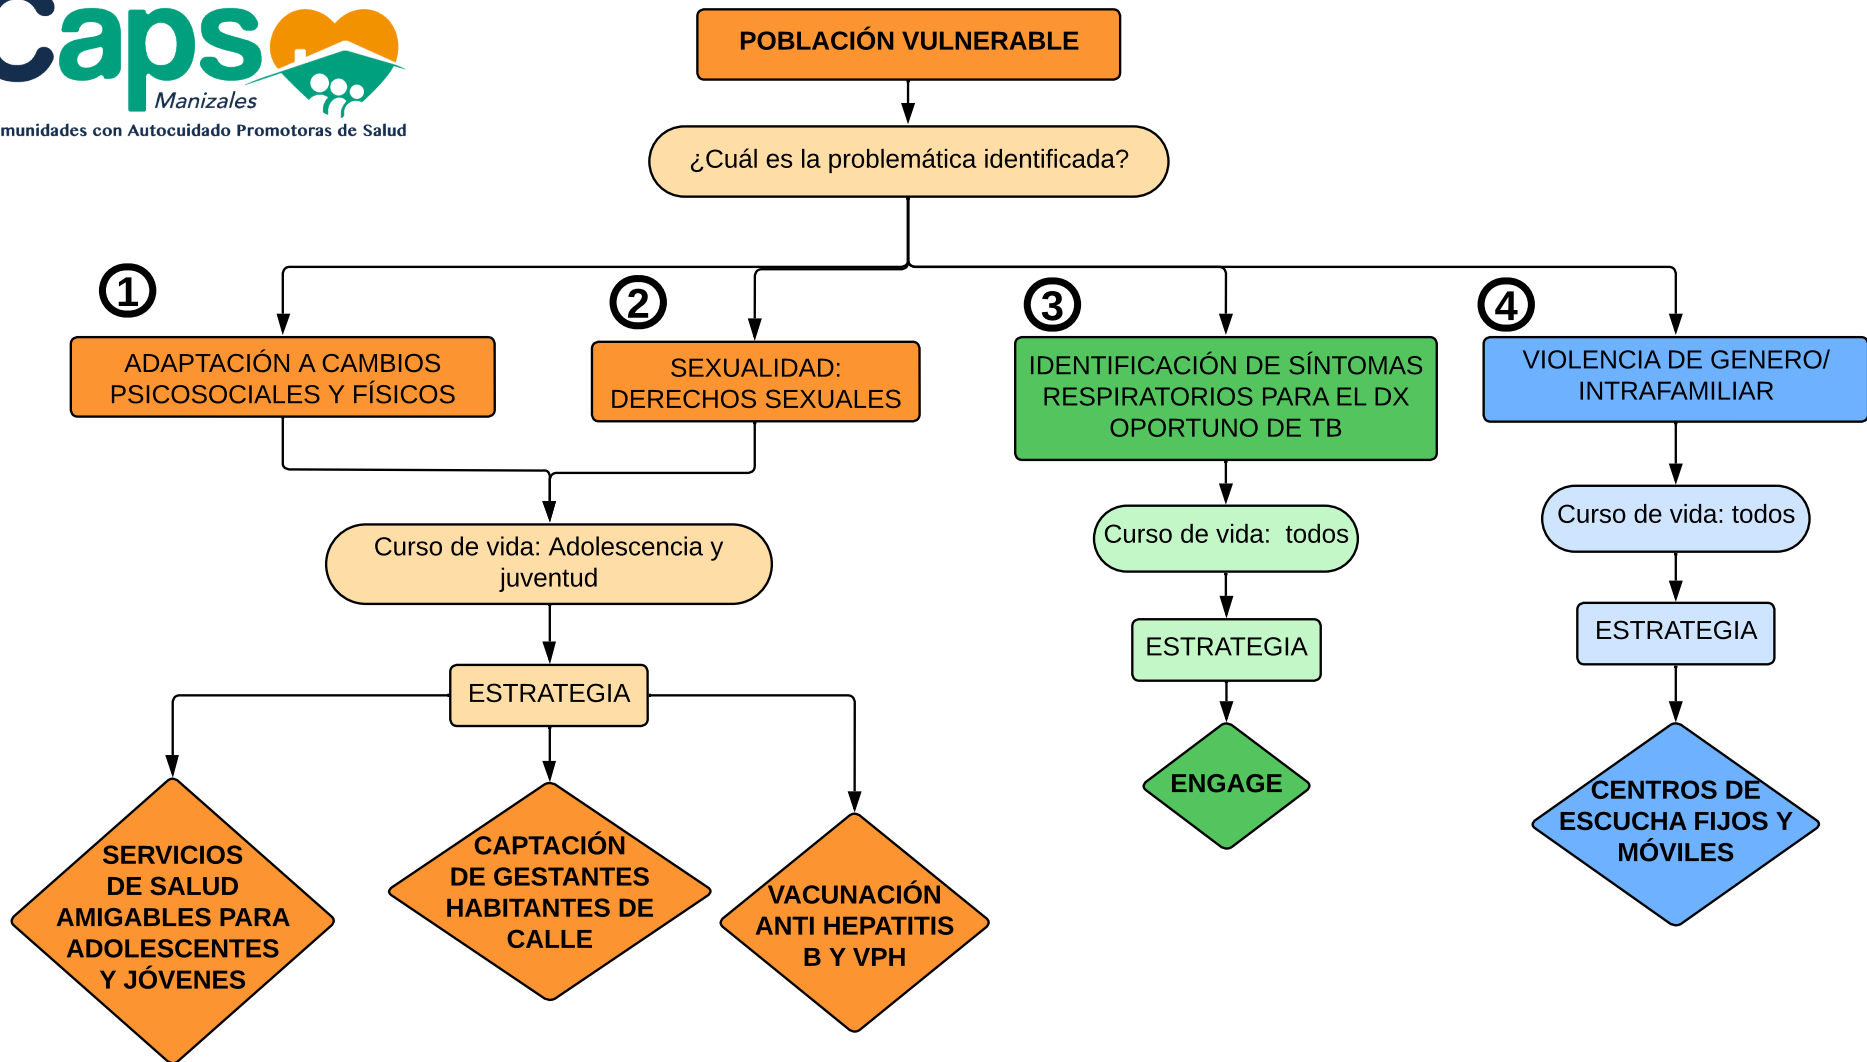 Caps
Manizales
munidades con Autocuidado Promotoras de Salud
POBLACIÓN VULNERABLE
¿Cuál es la problemática identificada?
1
ADAPTACIÓN A CAMBIOS
PSICOSOCIALES Y FÍSICOS
2
SEXUALIDAD:
DERECHOS SEXUALES
3
IDENTIFICACIÓN DE SÍNTOMAS
RESPIRATORIOS PARA EL DX
OPORTUNO DE TB
4
VIOLENCIA DE GENERO/
INTRAFAMILIAR
Curso de vida: Adolescencia y
juventud
Curso de vida: todos
Curso de vida: todos
ESTRATEGIA
ESTRATEGIA
ESTRATEGIA
SERVICIOS
DE SALUD
AMIGABLES PARA
ADOLESCENTES
Y JÓVENES
CAPTACIÓN
DE GESTANTES
HABITANTES DE
CALLE
VACUNACIÓN
ANTI HEPATITIS
B Y VPH
ENGAGE
CENTROS DE
ESCUCHA FIJOS Y
MÓVILES